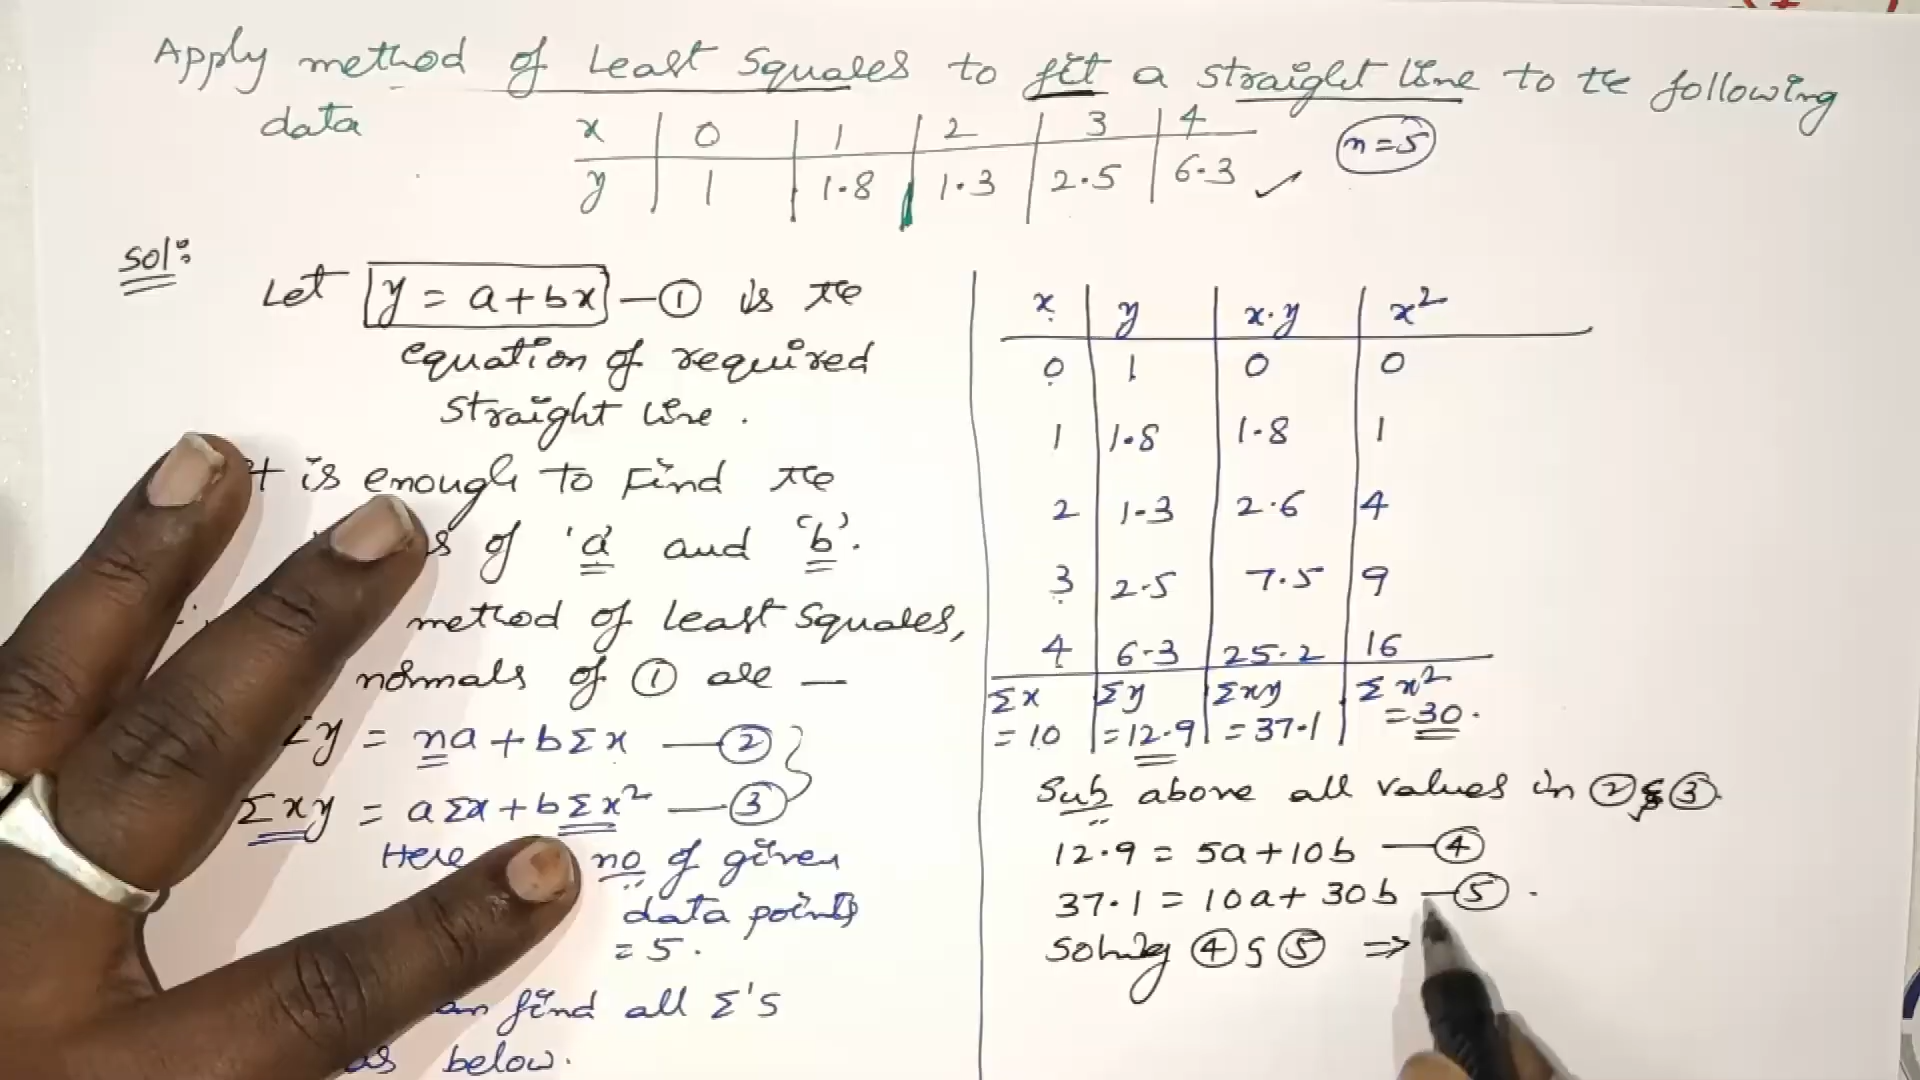 Apply method of Least Squares to fit a straight line to the following
data
x 0 1 2 3 4
y 1 1.8 1.3 2.5 6.3 ✓
n=5
Sol:
Let y = a+bx — ① is the
equation of required
straight line.
It is enough to Find the
of 'a' and 'b'.
method of least squares,
normals of ① are —
Σy = na + bΣx — ②
Σxy = aΣx + bΣx² — ③
Here no of given
data points
= 5.
find all Σ's
as below.
x y x.y x²
0 1 0 0
1 1.8 1.8 1
2 1.3 2.6 4
3 2.5 7.5 9
4 6.3 25.2 16
Σx Σy Σxy Σx²
=10 =12.9 =37.1 =30.
Sub above all values in ② & ③.
12.9 = 5a+10b — ④
37.1 = 10a+30b — ⑤.
Solving ④ & ⑤ ⇒